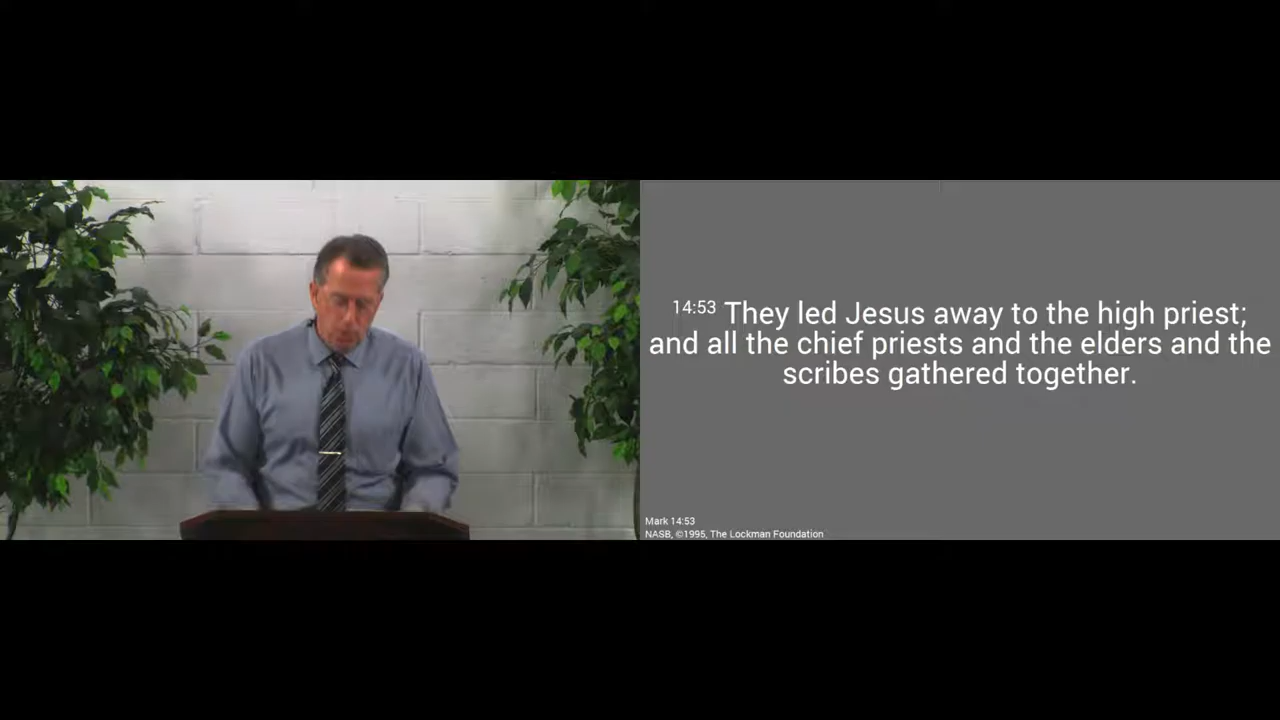 14:53 They led Jesus away to the high priest;
and all the chief priests and the elders and the
scribes gathered together.
Mark 14:53
NASB, ©1995, The Lockman Foundation